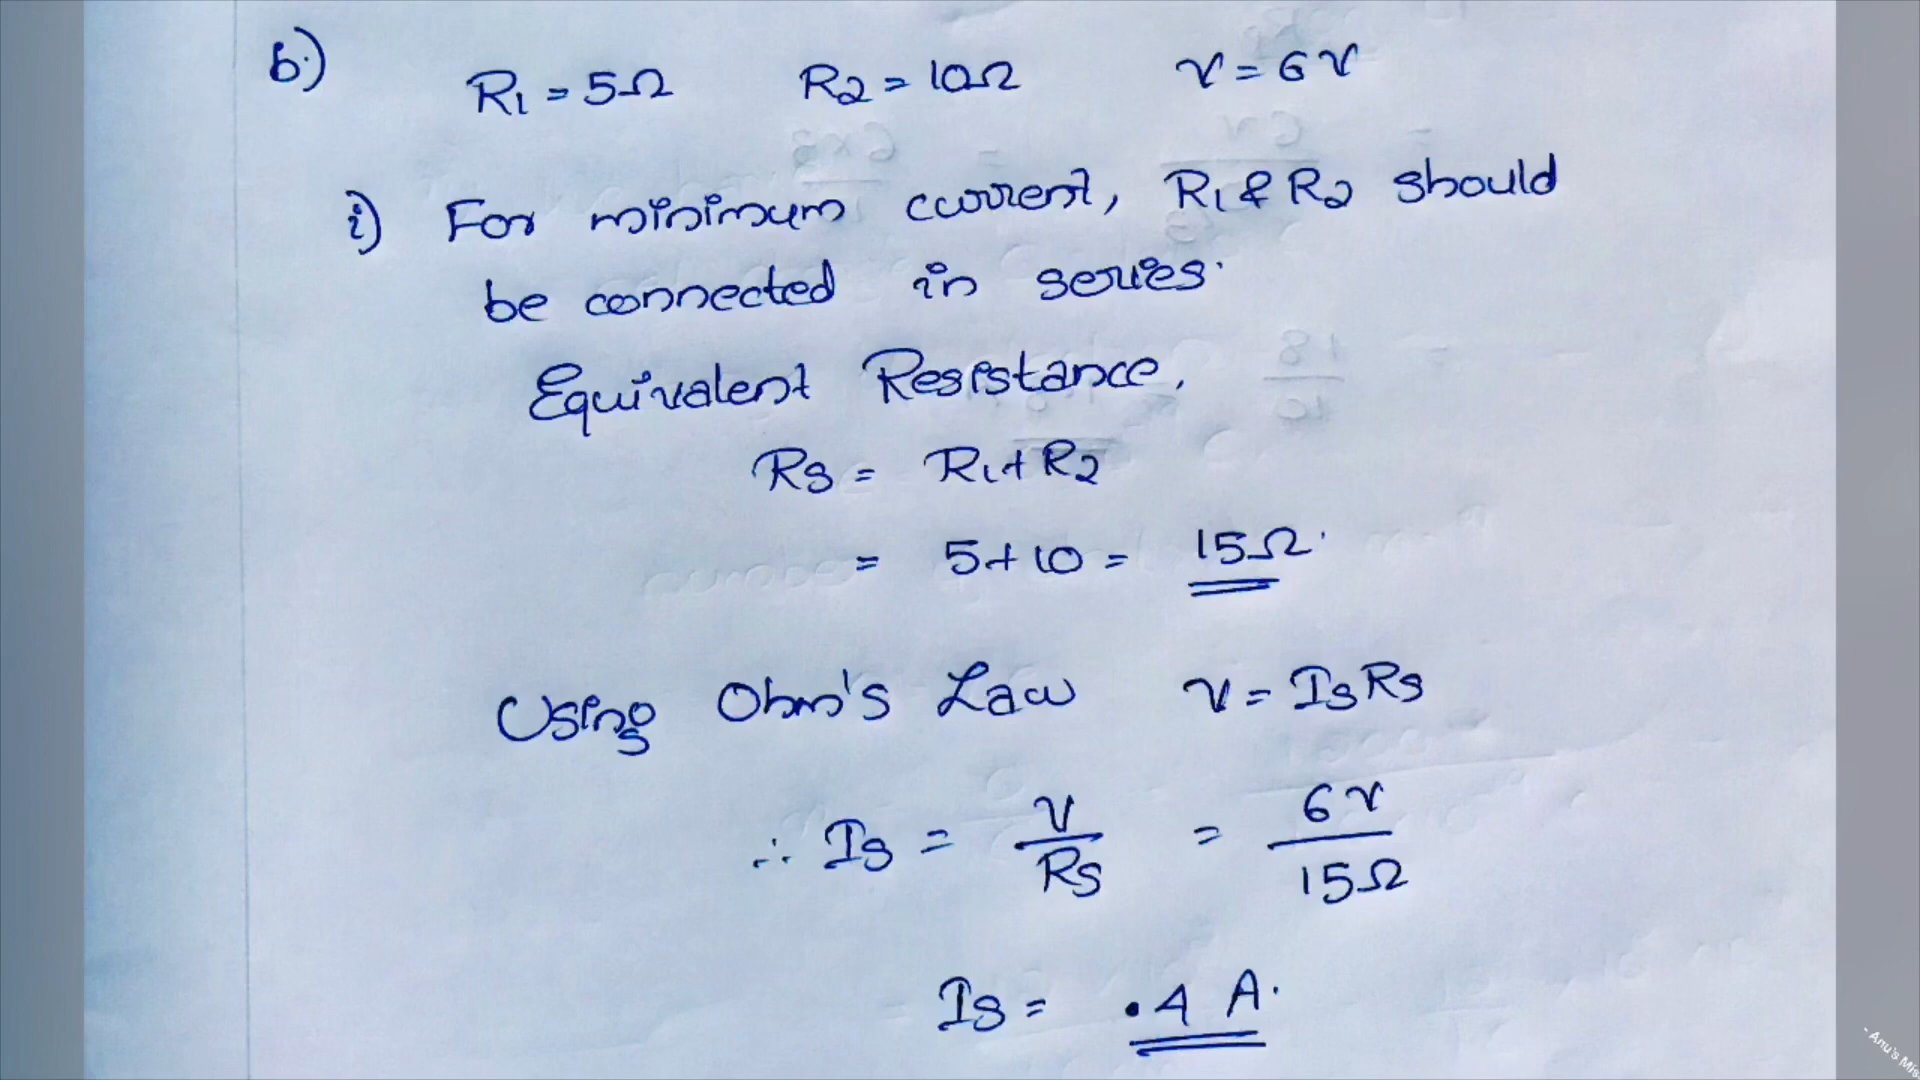 b.) R1 = 5Ω R2 = 10Ω V = 6V
i) For minimum current, R1 & R2 should
be connected in series.
Equivalent Resistance,
Rs = R1 + R2
= 5 + 10 = 15Ω.
Using Ohm's Law V = IsRs
∴ Is = V/Rs = 6V/15Ω
Is = .4 A.